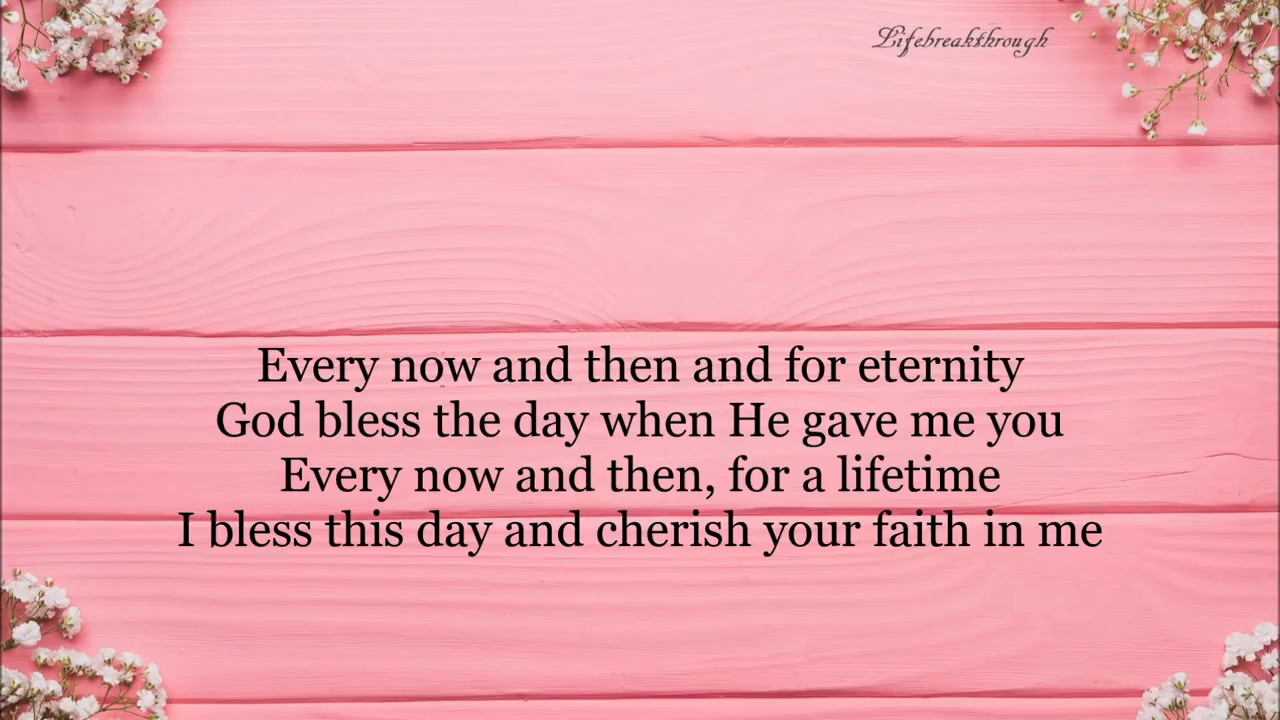 Lifebreakthrough
Every now and then and for eternity
God bless the day when He gave me you
Every now and then, for a lifetime
I bless this day and cherish your faith in me